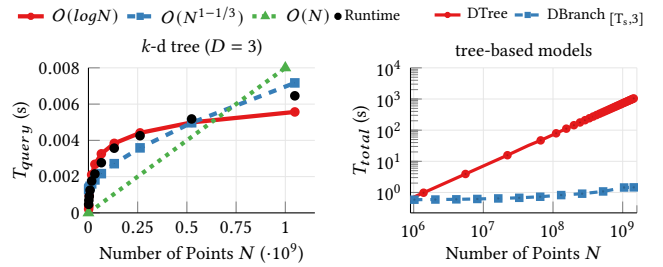 O(logN) O(N^{1−1/3}) O(N) Runtime DTree DBranch [T_s,3]
k-d tree (D = 3)
tree-based models
T_query (s)
0.008
0.006
0.004
0.002
0
0 0.25 0.5 0.75 1
Number of Points N (·10^9)
T_total (s)
10^4
10^3
10^2
10^1
10^0
10^6 10^7 10^8 10^9
Number of Points N